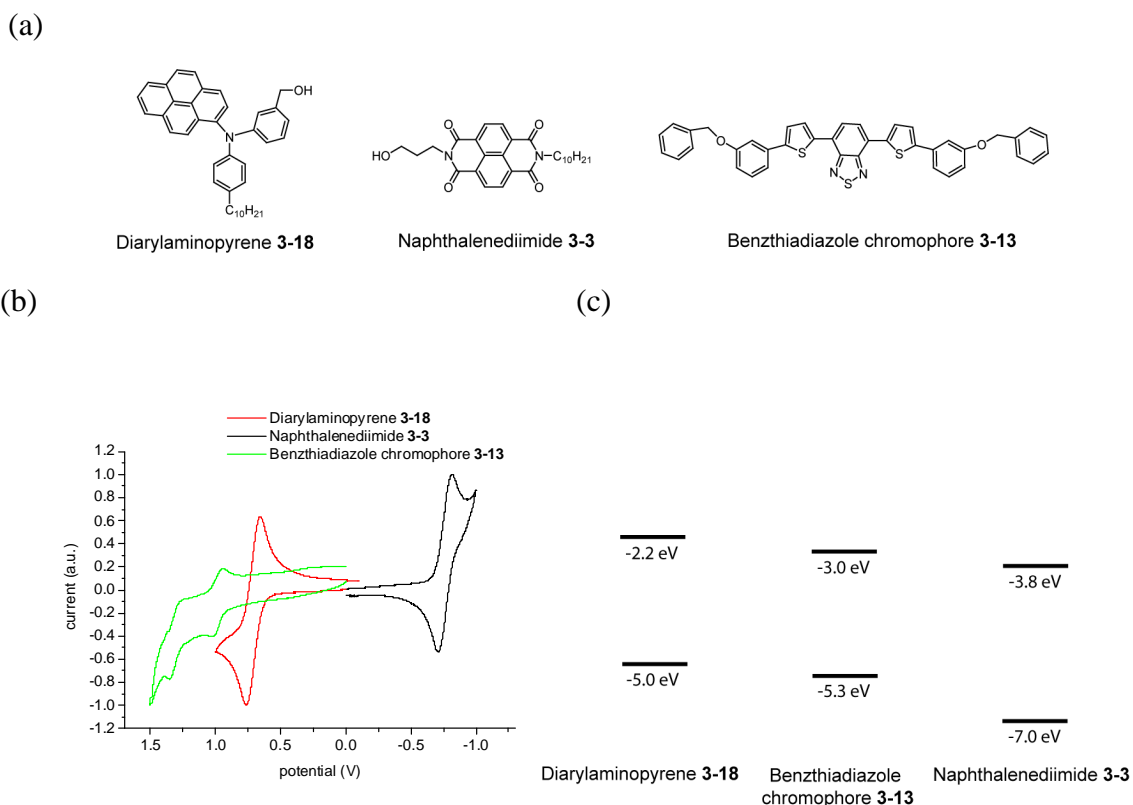 (a)
OH
N
C10H21
Diarylaminopyrene 3-18
HO
N
O
O
O
O
N-C10H21
Naphthalenediimide 3-3
O
S
N
S
N
S
O
Benzthiadiazole chromophore 3-13
(b)
(c)
Diarylaminopyrene 3-18
Naphthalenediimide 3-3
Benzthiadiazole chromophore 3-13
1.2
1.0
0.8
0.6
0.4
0.2
0.0
-0.2
-0.4
-0.6
-0.8
-1.0
-1.2
current (a.u.)
1.5 1.0 0.5 0.0 -0.5 -1.0
potential (V)
-2.2 eV
-3.0 eV
-3.8 eV
-5.0 eV
-5.3 eV
-7.0 eV
Diarylaminopyrene 3-18
Benzthiadiazole
chromophore 3-13
Naphthalenediimide 3-3